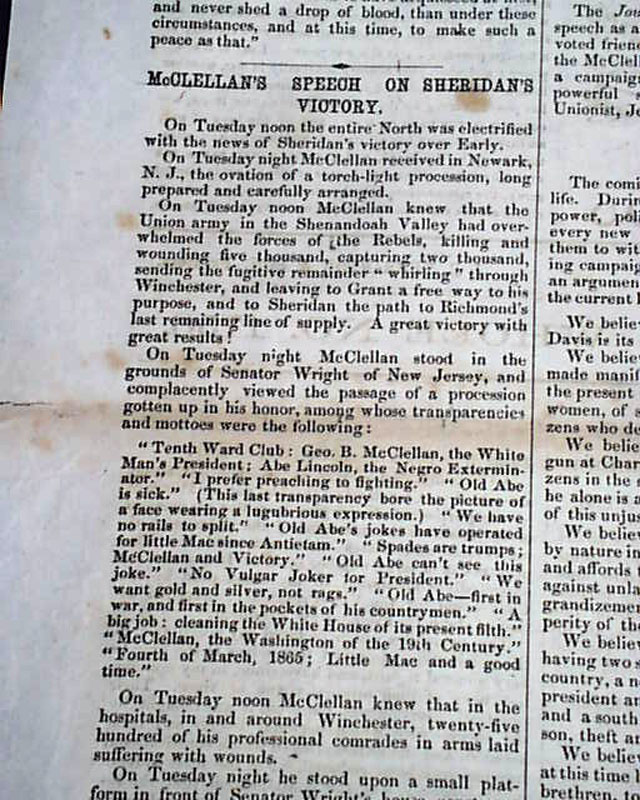 and never shed a drop of blood, than under these
circumstances, and at this time, to make such a
peace as that."
McCLELLAN'S SPEECH ON SHERIDAN'S
VICTORY.
On Tuesday noon the entire North was electrified
with the news of Sheridan's victory over Early.
On Tuesday night McClellan received in Newark,
N. J., the ovation of a torch-light procession, long
prepared and carefully arranged.
On Tuesday noon McClellan knew that the
Union army in the Shenandoah Valley had over-
whelmed the forces of the Rebels, killing and
wounding five thousand, capturing two thousand,
sending the fugitive remainder "whirling" through
Winchester, and leaving to Grant a free way to his
purpose, and to Sheridan the path to Richmond's
last remaining line of supply. A great victory with
great results!
On Tuesday night McClellan stood in the
grounds of Senator Wright of New Jersey, and
complacently viewed the passage of a procession
gotten up in his honor, among whose transparencies
and mottoes were the following:
"Tenth Ward Club: Geo. B. McClellan, the White
Man's President; Abe Lincoln, the Negro Extermin-
ator." "I prefer preaching to fighting." "Old Abe
is sick." (This last transparency bore the picture of
a face wearing a lugubrious expression.) "We have
no rails to split." "Old Abe's jokes have operated
for little Mac since Antietam." "Spades are trumps;
McClellan and Victory." "Old Abe can't see this
joke." "No Vulgar Joker for President." "We
want gold and silver, not rags." "Old Abe—first in
war, and first in the pockets of his countrymen." "A
big job: cleaning the White House of its present filth."
"McClellan, the Washington of the 19th Century."
"Fourth of March, 1865; Little Mac and a good
time."
On Tuesday noon McClellan knew that in the
hospitals, in and around Winchester, twenty-five
hundred of his professional comrades in arms laid
suffering with wounds.
On Tuesday night he stood upon a small plat-
form in front of Senator Wright's
The
speech as a
voted frien
the McClell
a campaig
powerful
Unionist, Je
The comi
life. Durin
power, poli
every new
them to wit
ing campaig
an argumen
the current
We believ
Davis is its
We believ
made manif
the present
women, of
zens who de
We believ
gun at Char
zens in the
he alone is a
of this unjus
We believ
by nature in
and affords
against unla
grandizeme
perity of the
We believ
having two s
country, a n
president an
and a south
son, theft an
We believ
at this time
brethren, to